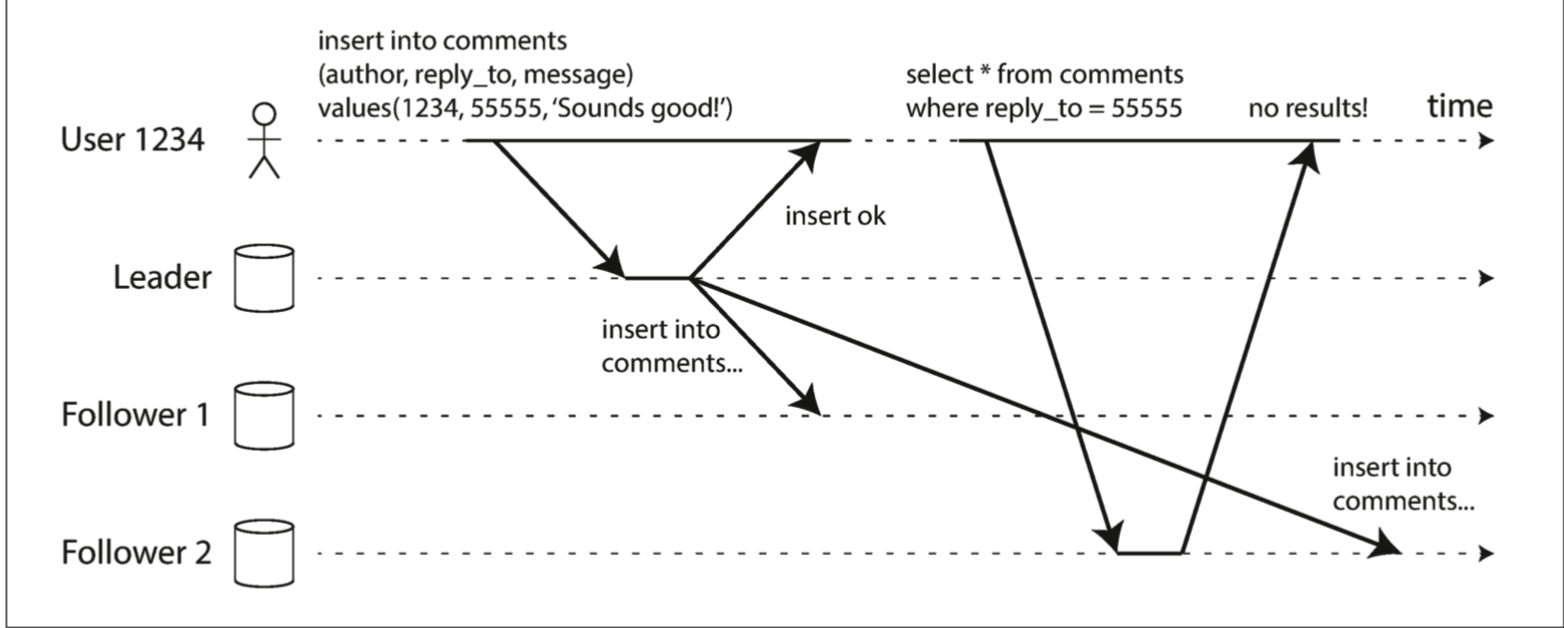 insert into comments
(author, reply_to, message)
values(1234, 55555, ‘Sounds good!’)
select * from comments
where reply_to = 55555
no results!
time
User 1234
insert ok
Leader
insert into
comments...
Follower 1
insert into
comments...
Follower 2